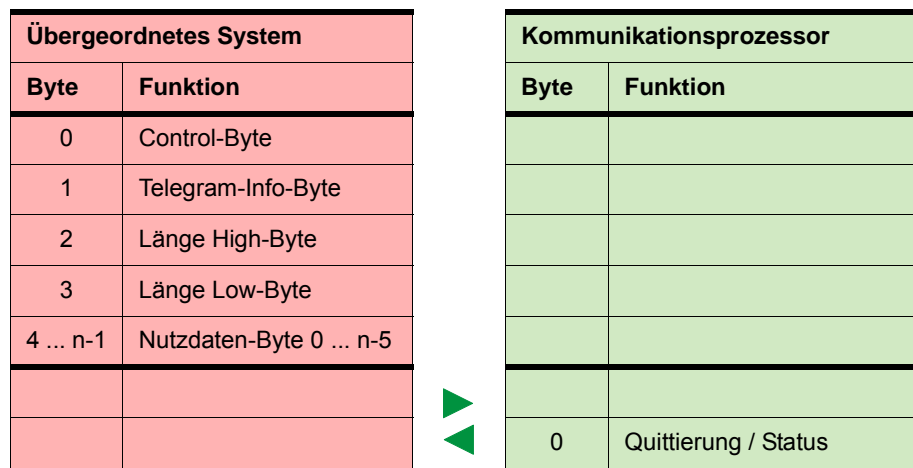 Übergeordnetes System Kommunikationsprozessor
Byte Funktion Byte Funktion
0 Control-Byte
1 Telegram-Info-Byte
2 Länge High-Byte
3 Länge Low-Byte
4 ... n-1 Nutzdaten-Byte 0 ... n-5
0 Quittierung / Status